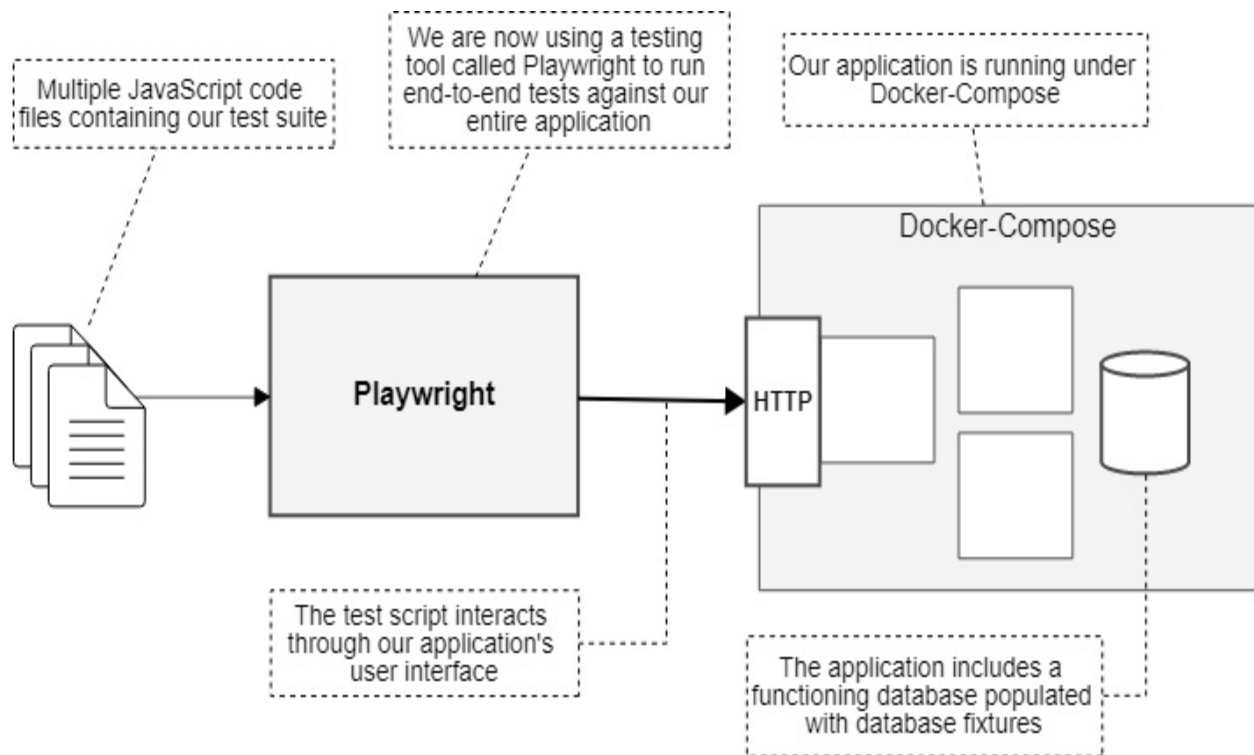 We are now using a testing
tool called Playwright to run
end-to-end tests against our
entire application
Multiple JavaScript code
files containing our test suite
Our application is running under
Docker-Compose
Docker-Compose
Playwright
HTTP
The test script interacts
through our application's
user interface
The application includes a
functioning database populated
with database fixtures